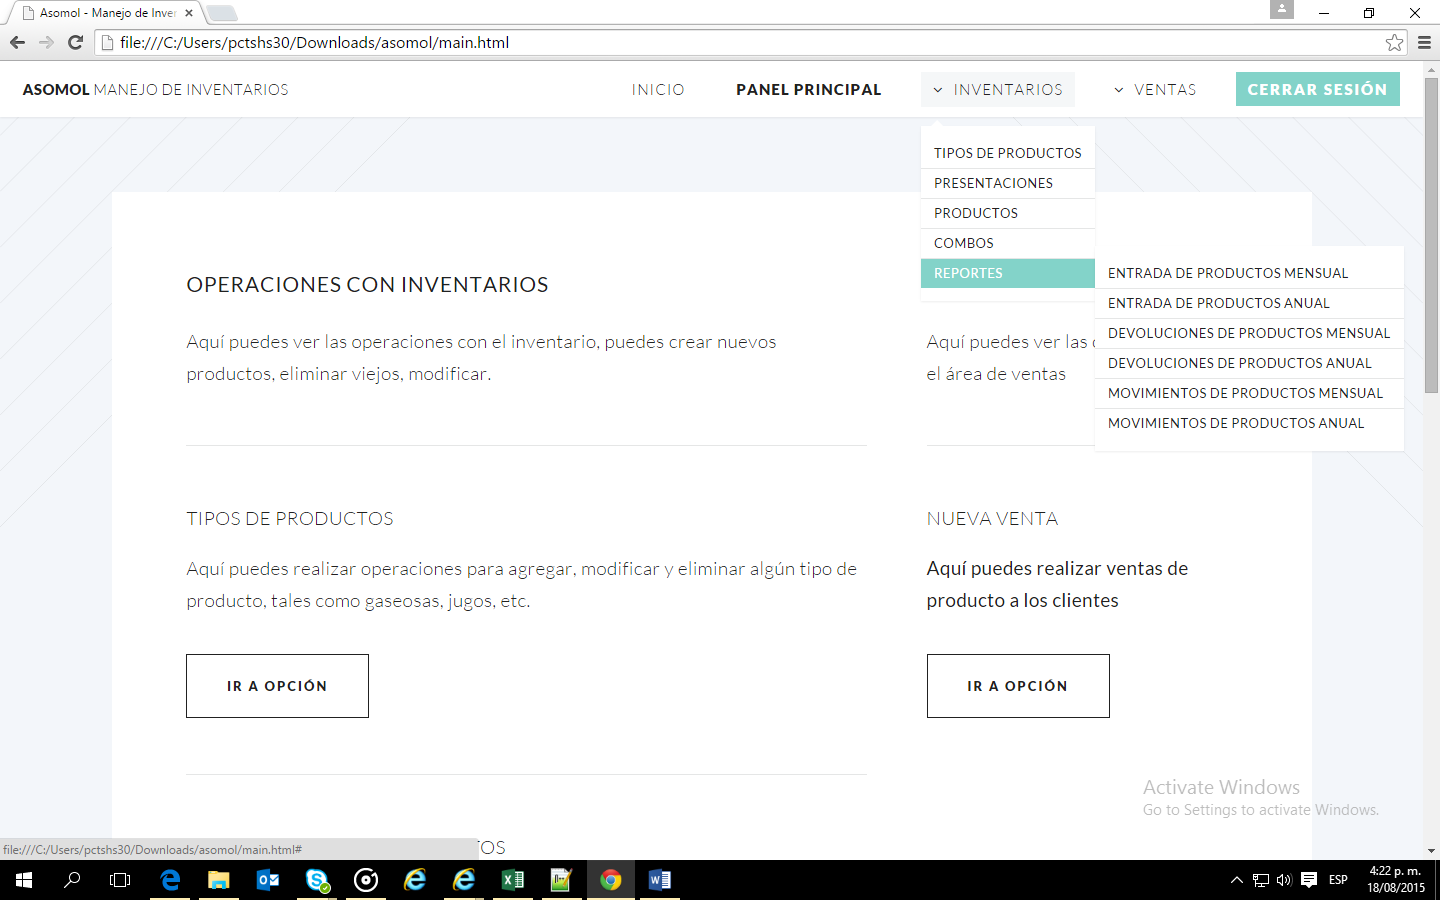 Asomol - Manejo de Inver
file:///C:/Users/pctshs30/Downloads/asomol/main.html
ASOMOL MANEJO DE INVENTARIOS
INICIO
PANEL PRINCIPAL
INVENTARIOS
VENTAS
CERRAR SESIÓN
TIPOS DE PRODUCTOS
PRESENTACIONES
PRODUCTOS
COMBOS
REPORTES
ENTRADA DE PRODUCTOS MENSUAL
ENTRADA DE PRODUCTOS ANUAL
DEVOLUCIONES DE PRODUCTOS MENSUAL
DEVOLUCIONES DE PRODUCTOS ANUAL
MOVIMIENTOS DE PRODUCTOS MENSUAL
MOVIMIENTOS DE PRODUCTOS ANUAL
OPERACIONES CON INVENTARIOS
Aquí puedes ver las operaciones con el inventario, puedes crear nuevos
productos, eliminar viejos, modificar.
Aquí puedes ver las
el área de ventas
TIPOS DE PRODUCTOS
Aquí puedes realizar operaciones para agregar, modificar y eliminar algún tipo de
producto, tales como gaseosas, jugos, etc.
IR A OPCIÓN
NUEVA VENTA
Aquí puedes realizar ventas de
producto a los clientes
IR A OPCIÓN
Activate Windows
Go to Settings to activate Windows.
file:///C:/Users/pctshs30/Downloads/asomol/main.html#
TOS
ESP
4:22 p. m.
18/08/2015